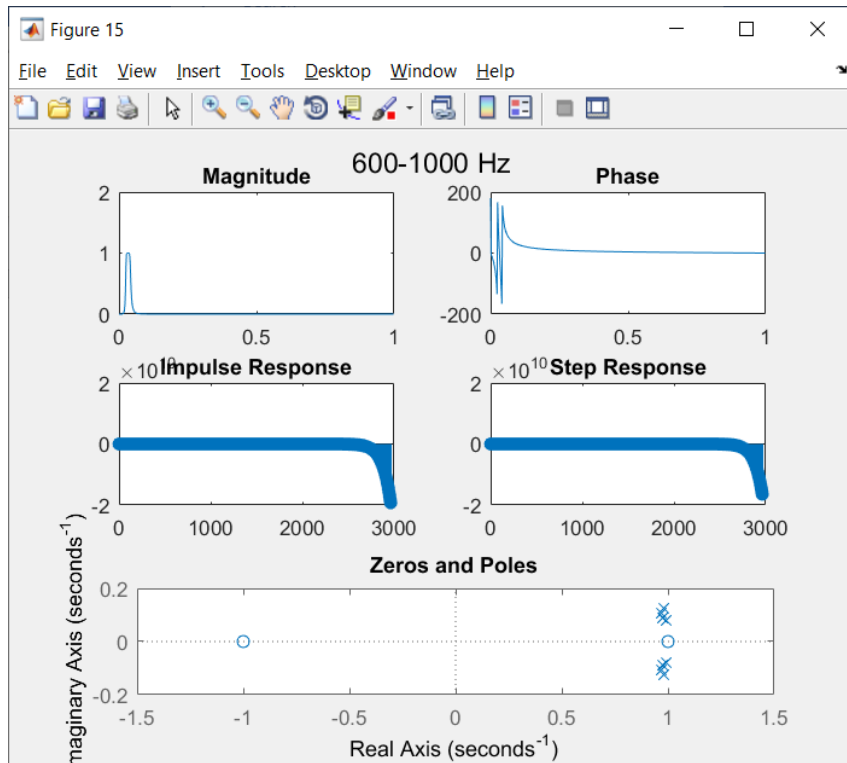 Figure 15
File Edit View Insert Tools Desktop Window Help
600-1000 Hz
Magnitude
2
1
0
0 0.5 1
Phase
200
0
-200
0 0.5 1
Impulse Response
×10
2
0
-2
0 1000 2000 3000
Step Response
×10^10
2
0
-2
0 1000 2000 3000
Zeros and Poles
maginary Axis (seconds^-1)
0.2
0
-0.2
-1.5 -1 -0.5 0 0.5 1 1.5
Real Axis (seconds^-1)